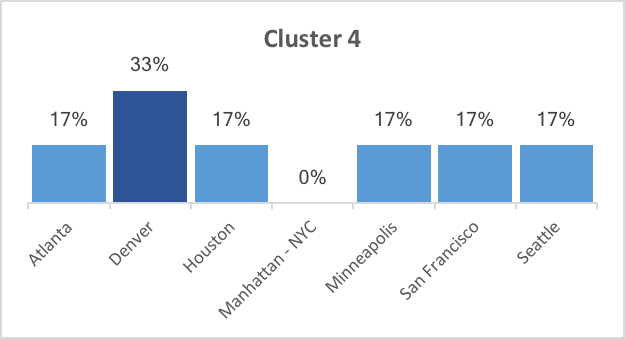 Cluster 4
33%
17%
17%
17%
17%
17%
0%
Atlanta
Denver
Houston
Manhattan - NYC
Minneapolis
San Francisco
Seattle